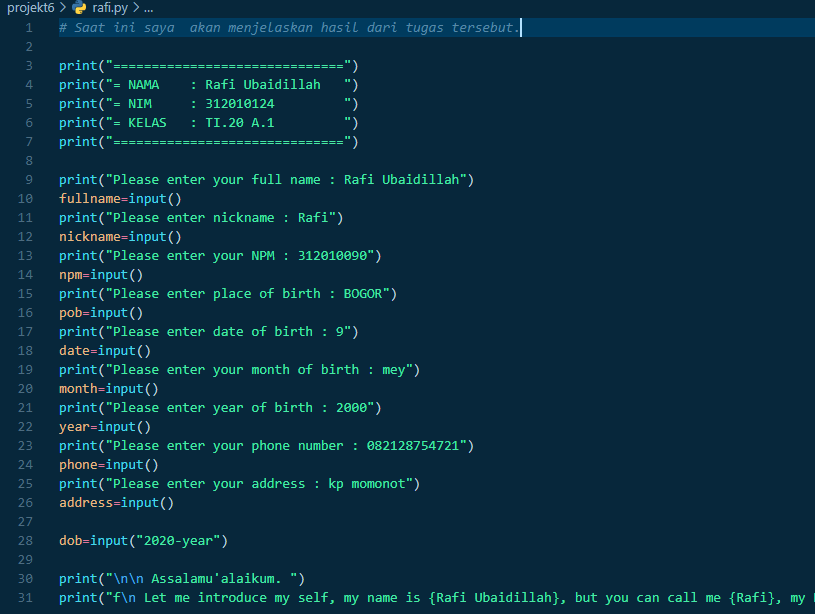 projekt6 > rafi.py > ...
1 # Saat ini saya  akan menjelaskan hasil dari tugas tersebut.
2
3 print("==============================")
4 print("= NAMA    : Rafi Ubaidillah   ")
5 print("= NIM     : 312010124         ")
6 print("= KELAS   : TI.20 A.1         ")
7 print("==============================")
8
9 print("Please enter your full name : Rafi Ubaidillah")
10 fullname=input()
11 print("Please enter nickname : Rafi")
12 nickname=input()
13 print("Please enter your NPM : 312010090")
14 npm=input()
15 print("Please enter place of birth : BOGOR")
16 pob=input()
17 print("Please enter date of birth : 9")
18 date=input()
19 print("Please enter your month of birth : mey")
20 month=input()
21 print("Please enter year of birth : 2000")
22 year=input()
23 print("Please enter your phone number : 082128754721")
24 phone=input()
25 print("Please enter your address : kp momonot")
26 address=input()
27
28 dob=input("2020-year")
29
30 print("\n\n Assalamu'alaikum. ")
31 print("f\n Let me introduce my self, my name is {Rafi Ubaidillah}, but you can call me {Rafi}, my